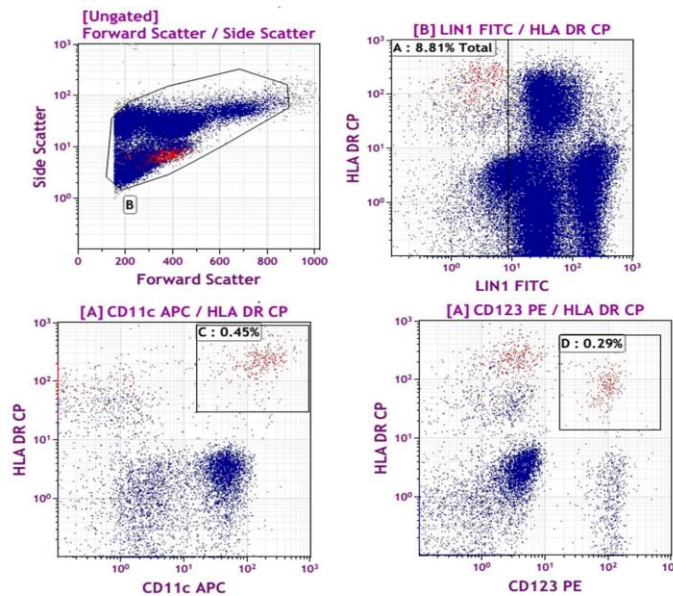 [Ungated]
Forward Scatter / Side Scatter
10³
10²
10¹
10⁰
Side Scatter
B
200
400
600
800
1000
Forward Scatter
[B] LIN1 FITC / HLA DR CP
A : 8.81% Total
10³
10²
10¹
10⁰
HLA DR CP
10⁰
10¹
10²
10³
LIN1 FITC
[A] CD11c APC / HLA DR CP
C : 0.45%
10³
10²
10¹
10⁰
HLA DR CP
10⁰
10¹
10²
10³
CD11c APC
[A] CD123 PE / HLA DR CP
D : 0.29%
10³
10²
10¹
10⁰
HLA DR CP
10⁰
10¹
10²
10³
CD123 PE